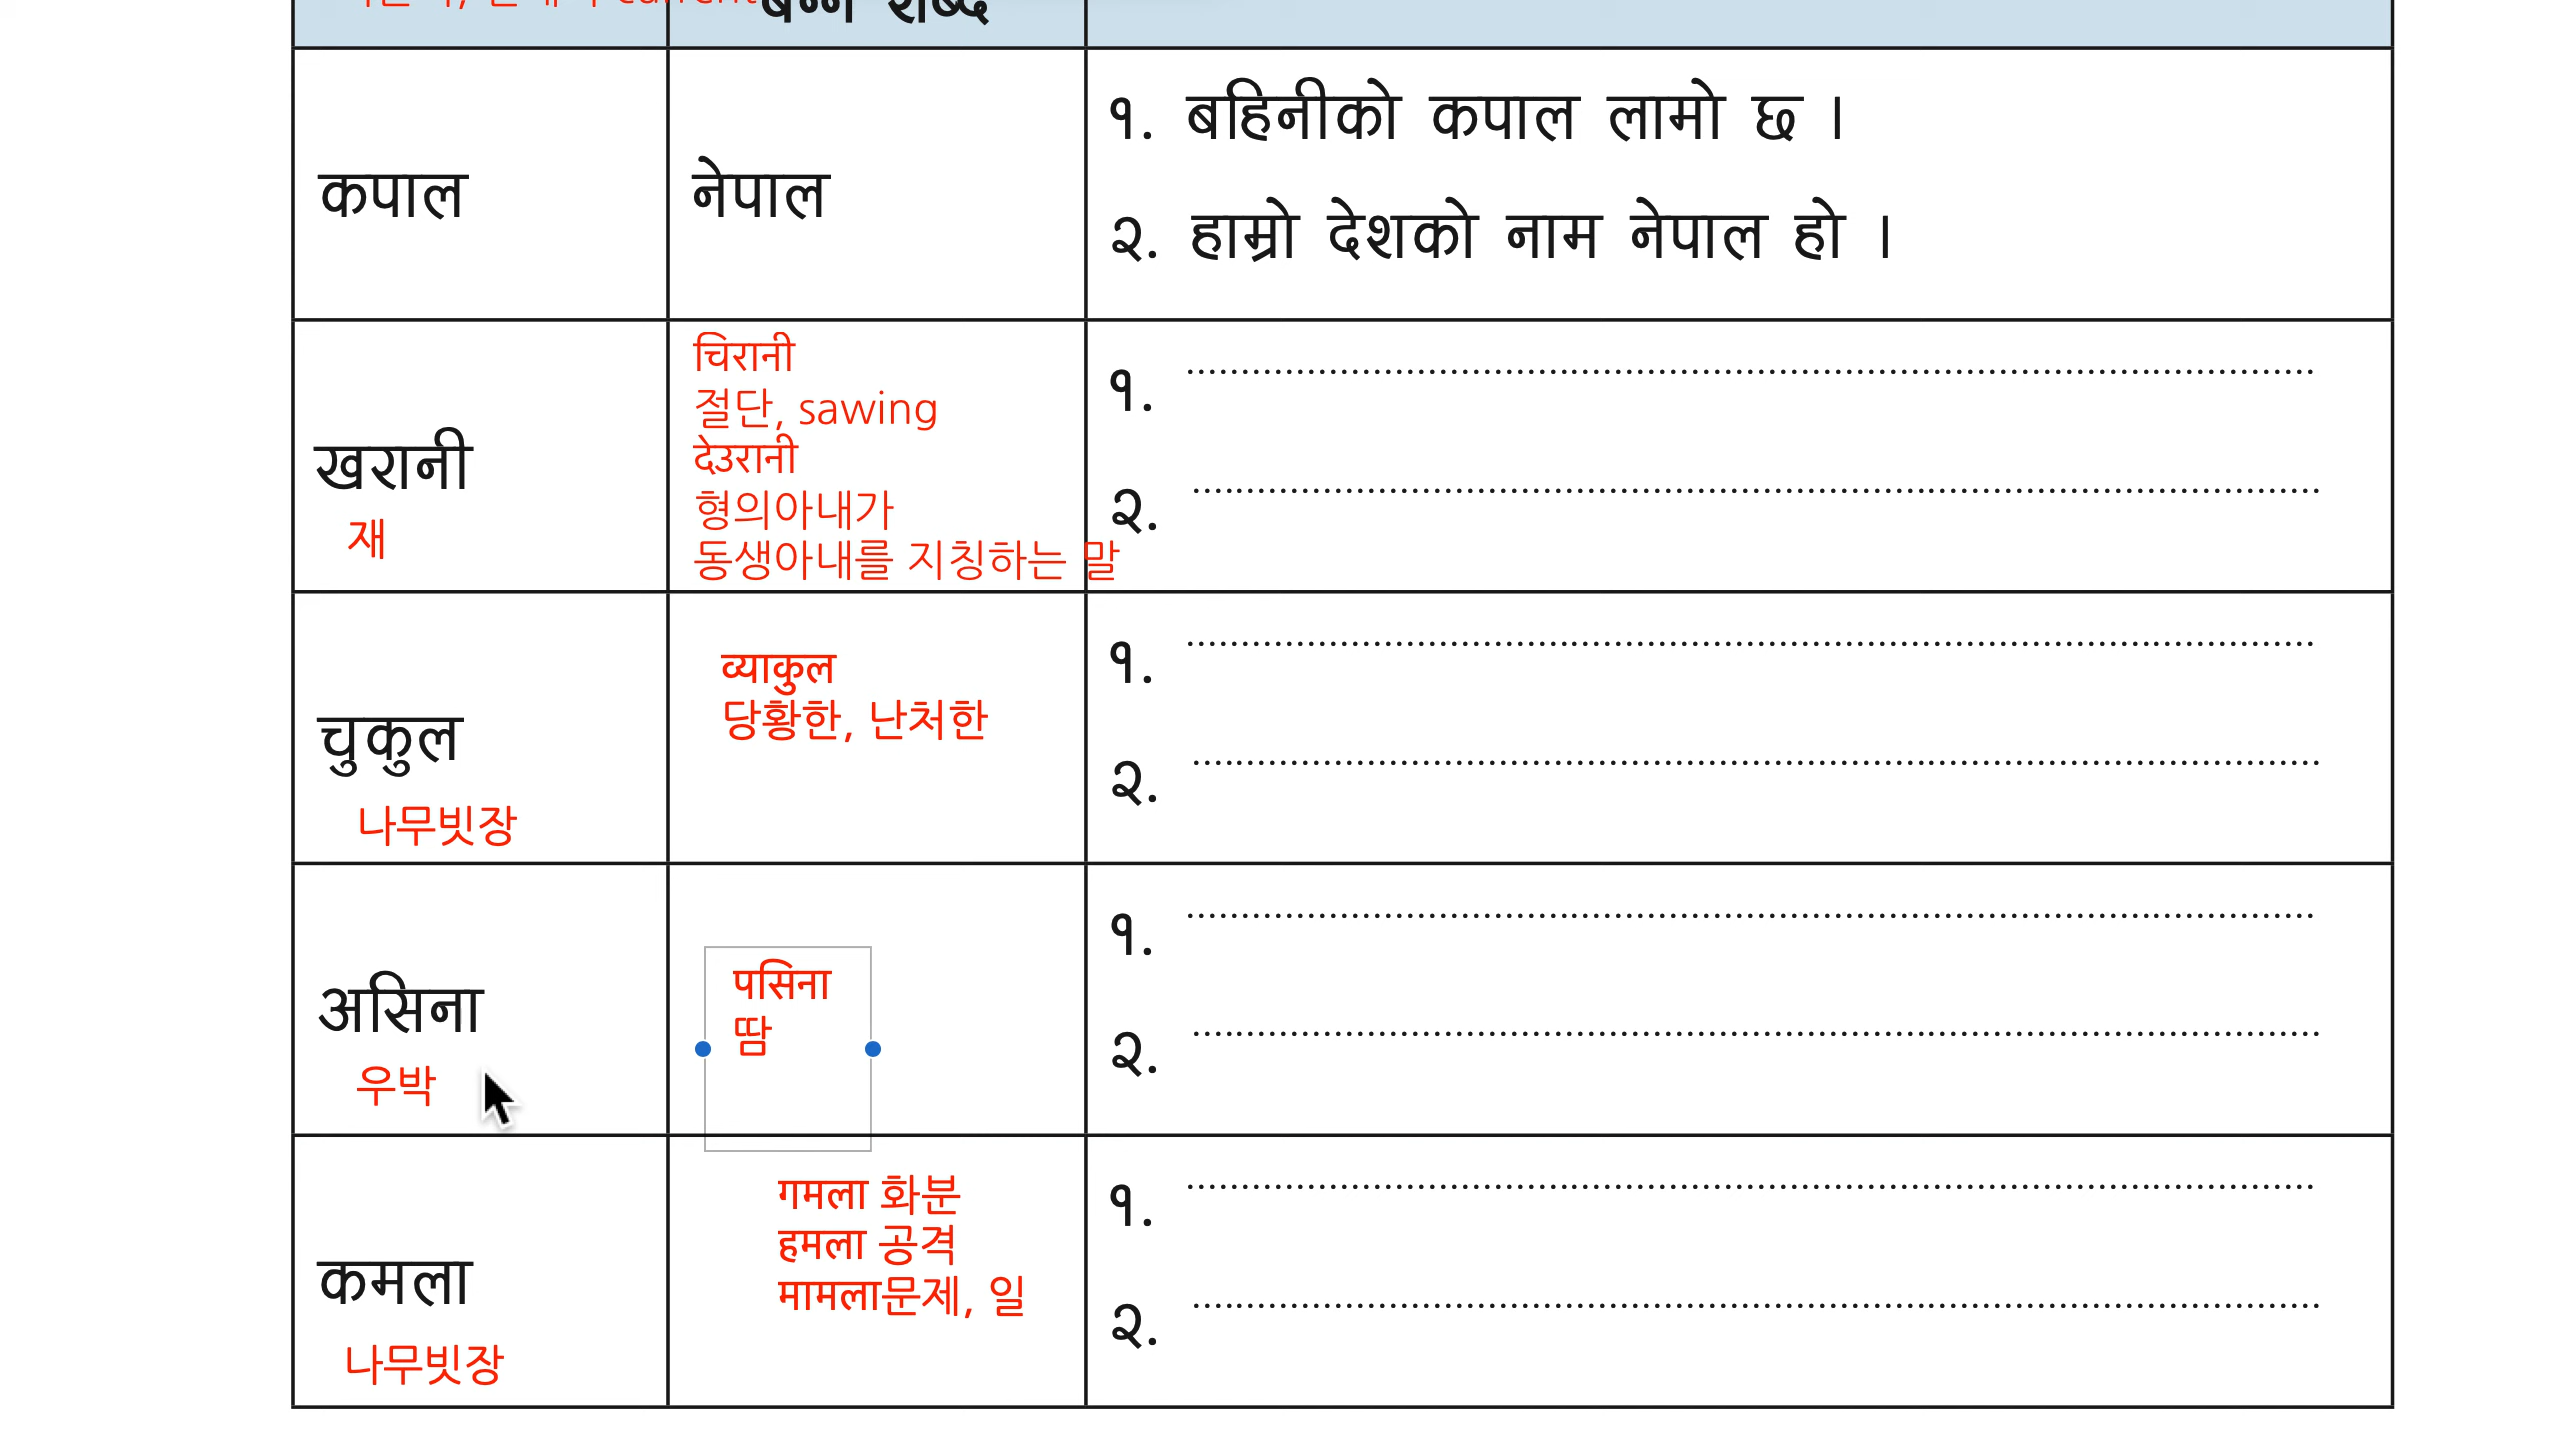 current
बन्ने शब्द
कपाल
नेपाल
१. बहिनीको कपाल लामो छ ।
२. हाम्रो देशको नाम नेपाल हो ।
खरानी
재
चिरानी
절단, sawing
देउरानी
형의아내가
동생아내를 지칭하는 말
१. ........................................................................
२. ........................................................................
चुकुल
나무빗장
व्याकुल
당황한, 난처한
१. ........................................................................
२. ........................................................................
असिना
우박
पसिना
땀
१. ........................................................................
२. ........................................................................
कमला
나무빗장
गमला 화분
हमला 공격
मामला문제, 일
१. ........................................................................
२. ........................................................................